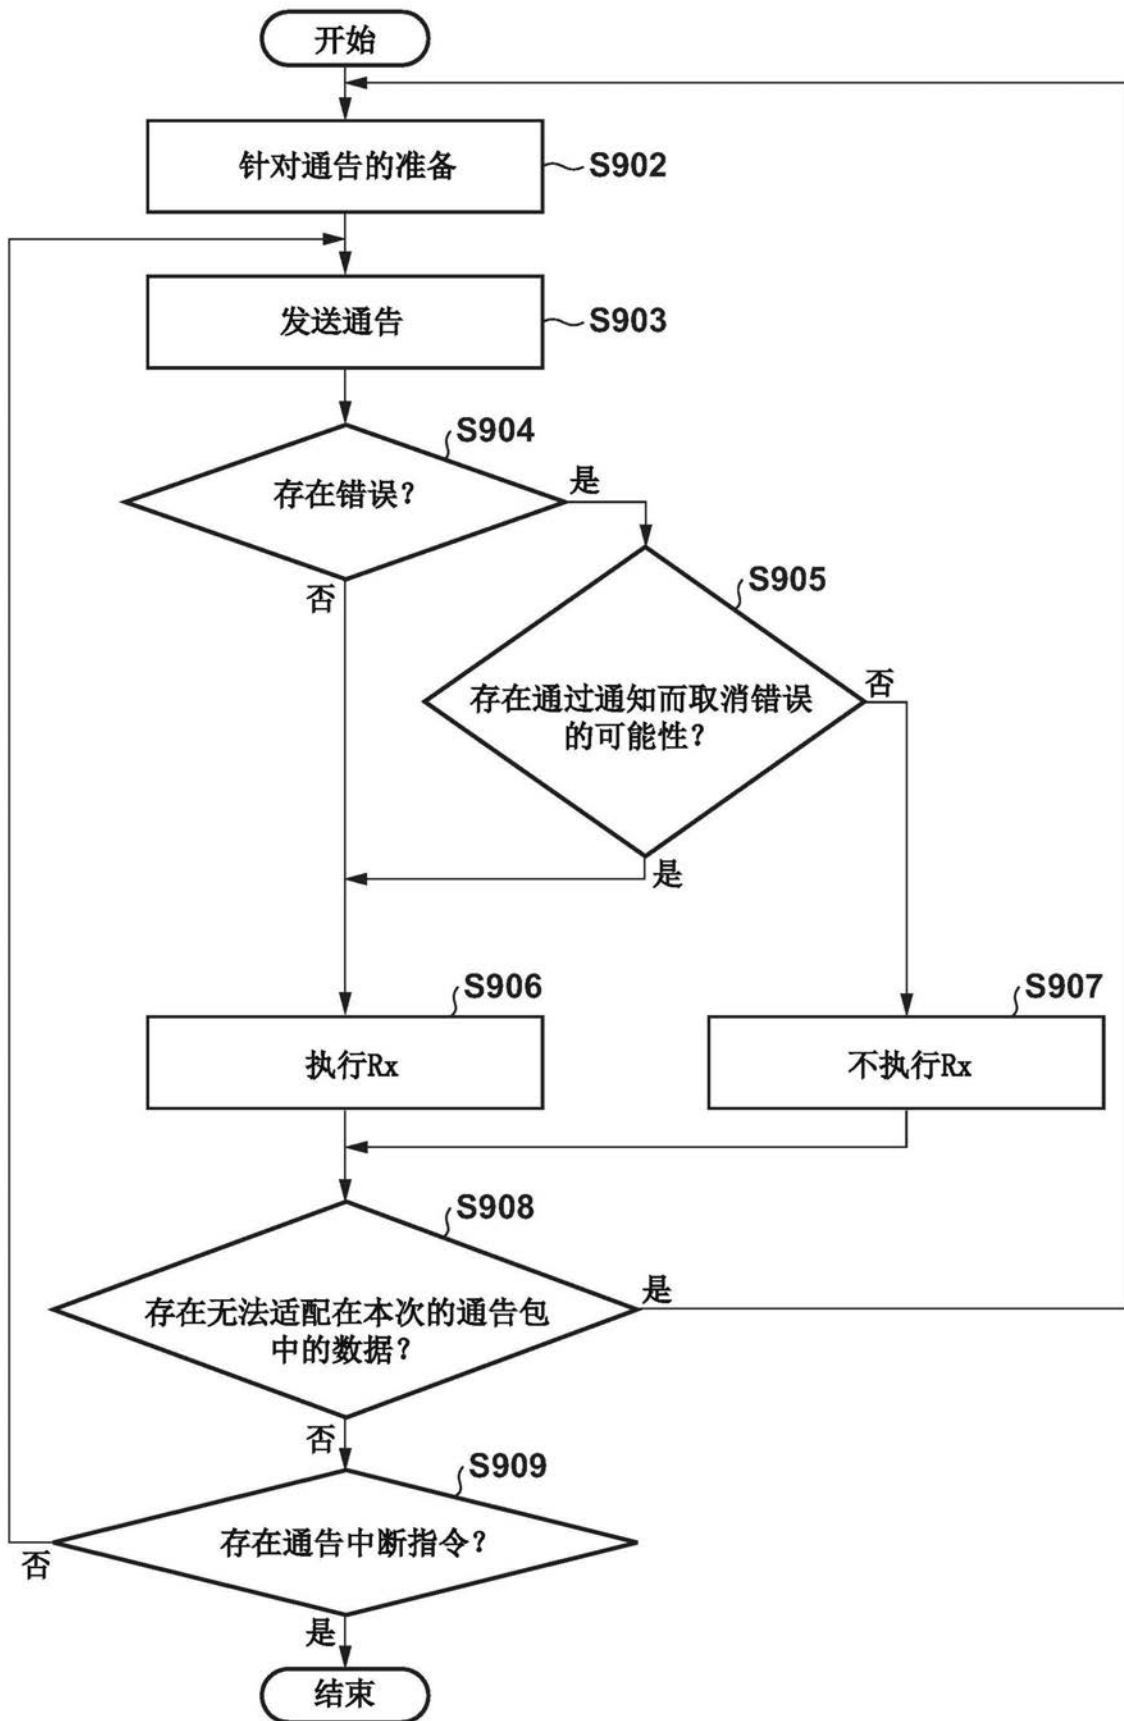 开始
针对通告的准备
S902
发送通告
S903
S904
存在错误?
是
否
S905
存在通过通知而取消错误
的可能性?
否
是
S906
执行Rx
S907
不执行Rx
S908
存在无法适配在本次的通告包
中的数据?
是
否
S909
存在通告中断指令?
否
是
结束